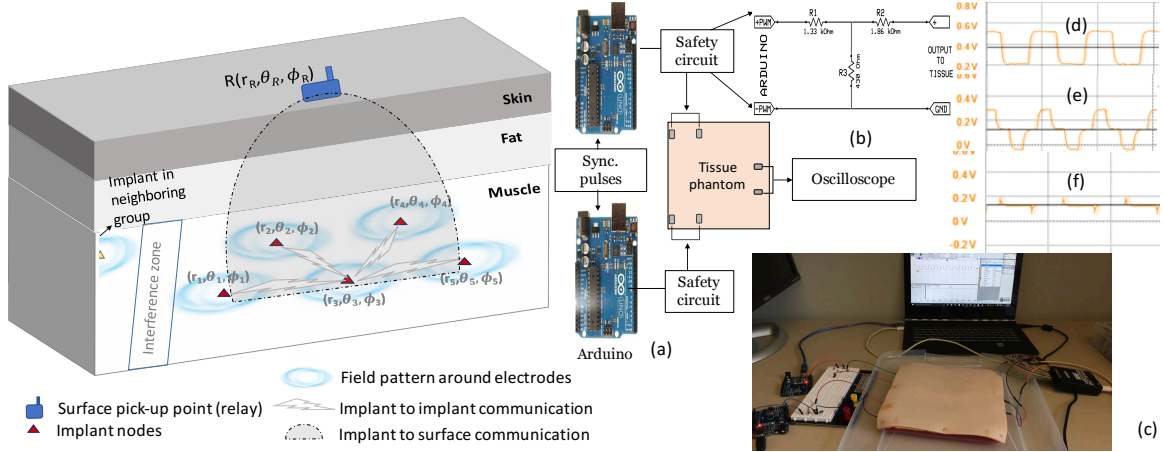 R(rR,θR, ϕR)
Skin
Fat
Muscle
Implant in
neighboring
group
Interference zone
(r1,θ1, ϕ1)
(r2,θ2, ϕ2)
(r3,θ3, ϕ3)
(r4,θ4, ϕ4)
(r5,θ5, ϕ5)
Field pattern around electrodes
Surface pick-up point (relay)
Implant to implant communication
Implant nodes
Implant to surface communication
Safety
circuit
Sync.
pulses
Tissue
phantom
Oscilloscope
Safety
circuit
Arduino
(a)
+PWM
R1
1.33 kOhm
R2
1.86 kOhm
+
ARDUINO
R3
430
OUTPUT
TO
TISSUE
-PWM
GND
(b)
0.8V
0.6V
0.4V
0.2V
(d)
0.4V
0.2V
0V
(e)
0.4V
0.2V
0V
-0.2V
(f)
(c)